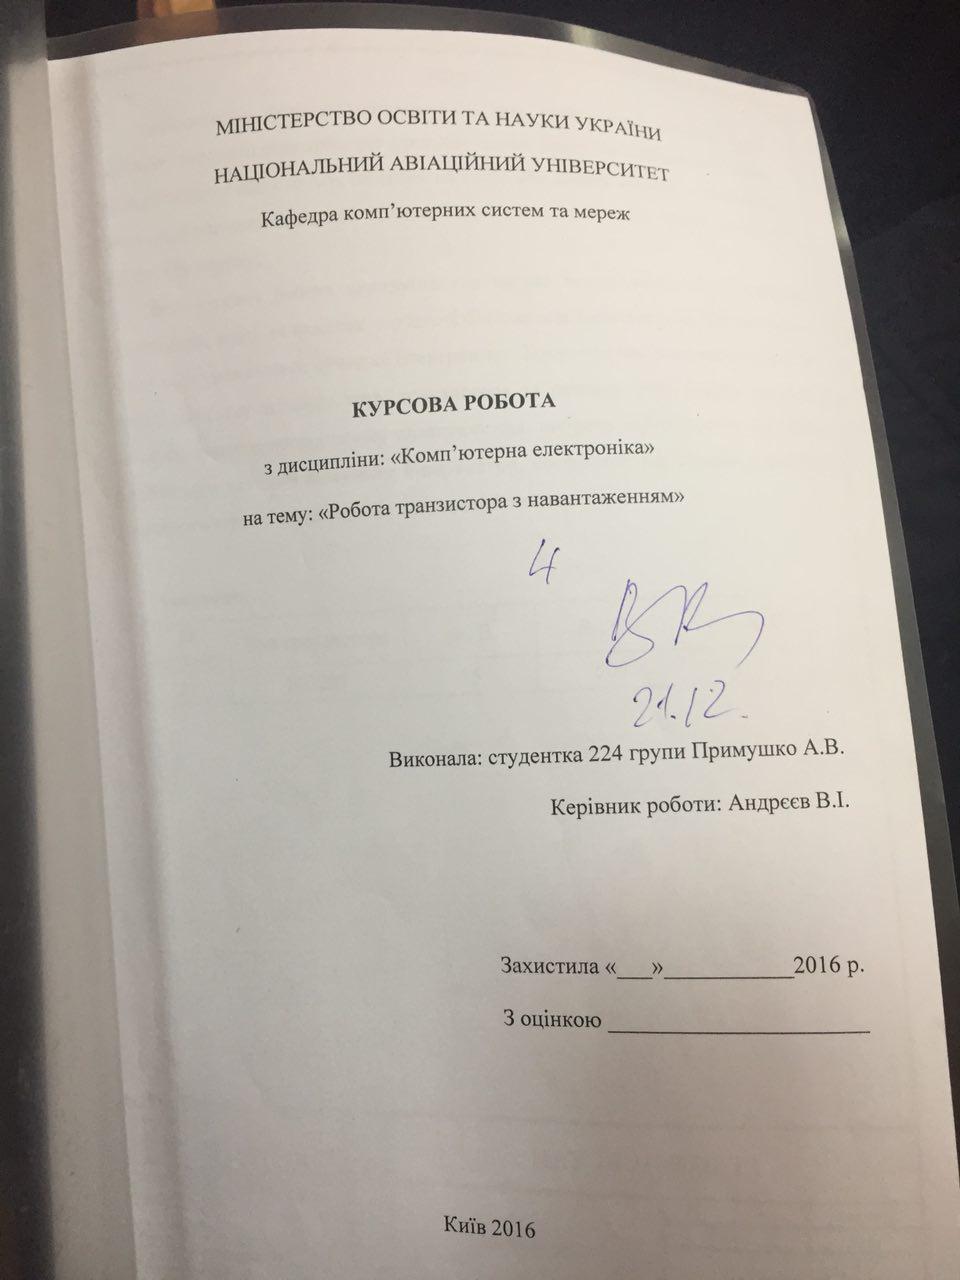 МІНІСТЕРСТВО ОСВІТИ ТА НАУКИ УКРАЇНИ
НАЦІОНАЛЬНИЙ АВІАЦІЙНИЙ УНІВЕРСИТЕТ
Кафедра комп’ютерних систем та мереж
КУРСОВА РОБОТА
з дисципліни: «Комп’ютерна електроніка»
на тему: «Робота транзистора з навантаженням»
4
21.12.
Виконала: студентка 224 групи Примушко А.В.
Керівник роботи: Андрєєв В.І.
Захистила «___»___________2016 р.
З оцінкою ______________________
Київ 2016